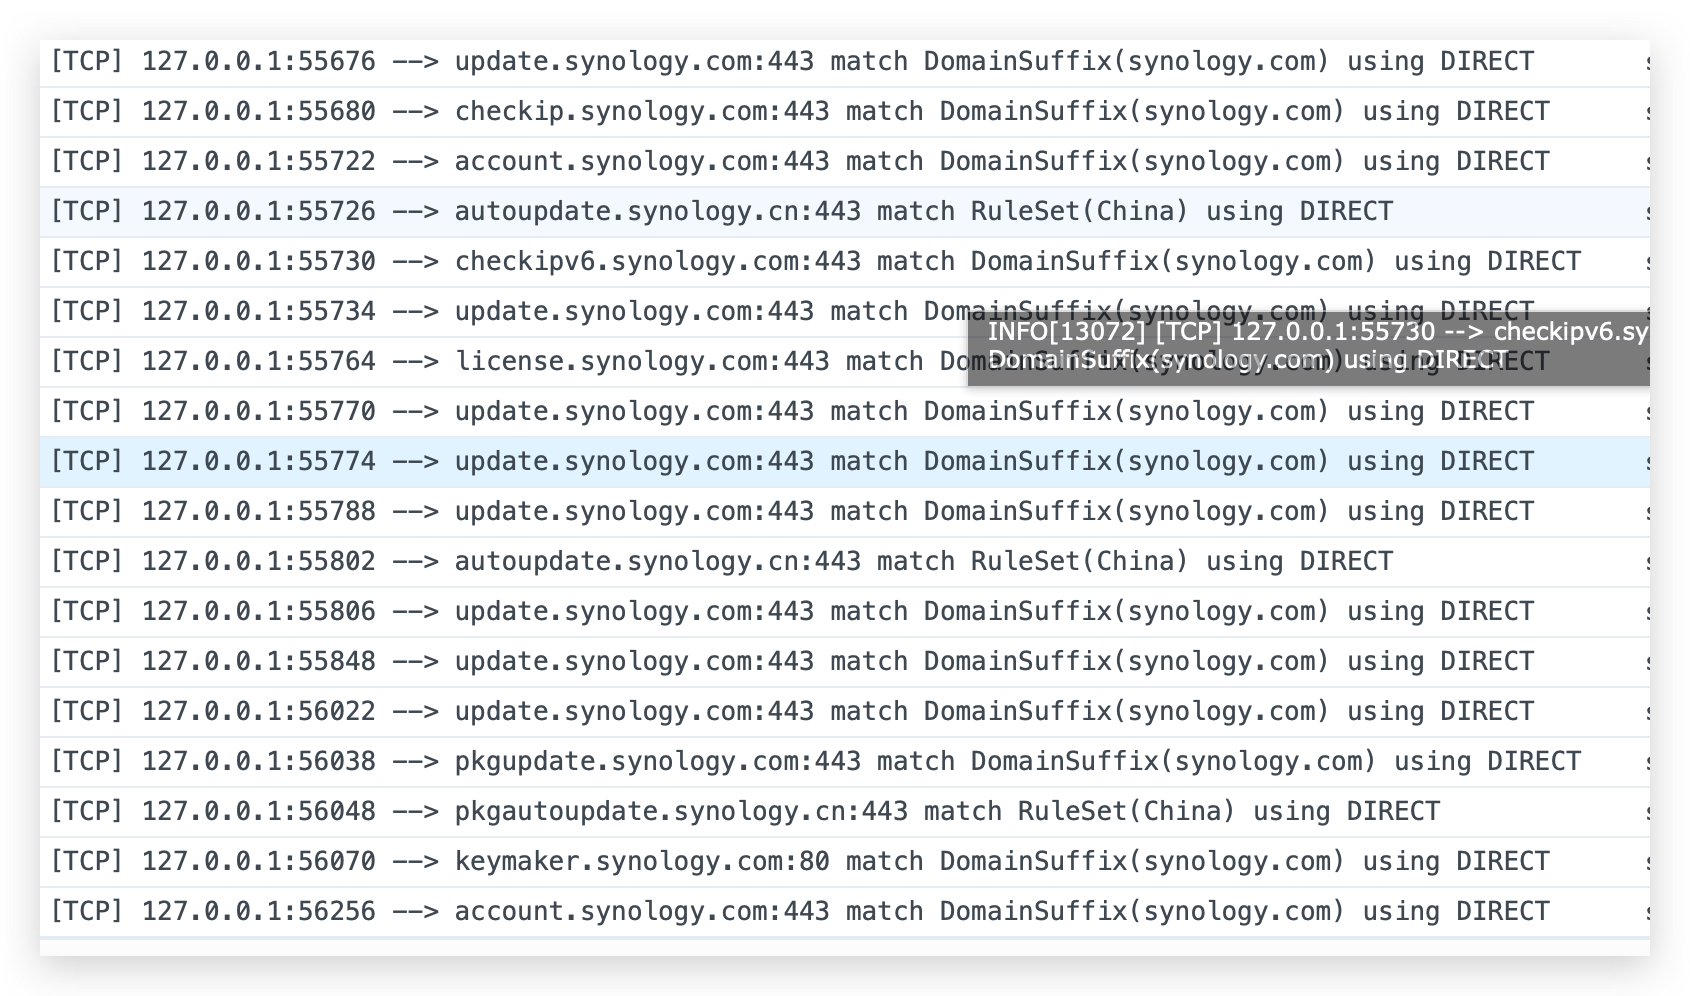 [TCP] 127.0.0.1:55676 --> update.synology.com:443 match DomainSuffix(synology.com) using DIRECT
[TCP] 127.0.0.1:55680 --> checkip.synology.com:443 match DomainSuffix(synology.com) using DIRECT
[TCP] 127.0.0.1:55722 --> account.synology.com:443 match DomainSuffix(synology.com) using DIRECT
[TCP] 127.0.0.1:55726 --> autoupdate.synology.cn:443 match RuleSet(China) using DIRECT
[TCP] 127.0.0.1:55730 --> checkipv6.synology.com:443 match DomainSuffix(synology.com) using DIRECT
[TCP] 127.0.0.1:55734 --> update.synology.com:443 match DomainSuffix(synology.com) using DIRECT
INFO[13072] [TCP] 127.0.0.1:55730 --> checkipv6.sy
DomainSuffix(synology.com) using DIRECT
[TCP] 127.0.0.1:55764 --> license.synology.com:443 match DomainSuffix(synology.com) using DIRECT
[TCP] 127.0.0.1:55770 --> update.synology.com:443 match DomainSuffix(synology.com) using DIRECT
[TCP] 127.0.0.1:55774 --> update.synology.com:443 match DomainSuffix(synology.com) using DIRECT
[TCP] 127.0.0.1:55788 --> update.synology.com:443 match DomainSuffix(synology.com) using DIRECT
[TCP] 127.0.0.1:55802 --> autoupdate.synology.cn:443 match RuleSet(China) using DIRECT
[TCP] 127.0.0.1:55806 --> update.synology.com:443 match DomainSuffix(synology.com) using DIRECT
[TCP] 127.0.0.1:55848 --> update.synology.com:443 match DomainSuffix(synology.com) using DIRECT
[TCP] 127.0.0.1:56022 --> update.synology.com:443 match DomainSuffix(synology.com) using DIRECT
[TCP] 127.0.0.1:56038 --> pkgupdate.synology.com:443 match DomainSuffix(synology.com) using DIRECT
[TCP] 127.0.0.1:56048 --> pkgautoupdate.synology.cn:443 match RuleSet(China) using DIRECT
[TCP] 127.0.0.1:56070 --> keymaker.synology.com:80 match DomainSuffix(synology.com) using DIRECT
[TCP] 127.0.0.1:56256 --> account.synology.com:443 match DomainSuffix(synology.com) using DIRECT